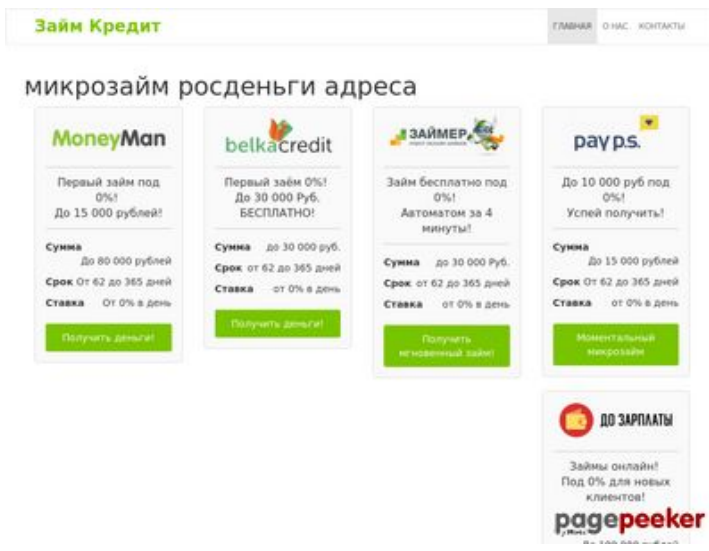 Займ Кредит
ГЛАВНАЯ О НАС КОНТАКТЫ
микрозайм росденьги адреса
MoneyMan
Первый займ под
0%!
До 15 000 рублей!
Сумма
До 80 000 рублей
Срок От 62 до 365 дней
Ставка От 0% в день
Получить деньги!
belkacredit
Первый заём 0%!
До 30 000 Руб.
БЕСПЛАТНО!
Сумма до 30 000 руб.
Срок от 62 до 365 дней
Ставка от 0% в день
Получить деньги!
ЗАЙМЕР
Займ бесплатно под
0%!
Автоматом за 4
минуты!
Сумма до 30 000 Руб.
Срок от 62 до 365 дней
Ставка от 0% в день
Получить
мгновенный займ!
pay p.s.
До 10 000 руб под
0%!
Успей получить!
Сумма
До 15 000 рублей
Срок От 62 до 365 дней
Ставка От 0% в день
Моментальный
микрозайм
ДО ЗАРПЛАТЫ
Займы онлайн!
Под 0% для новых
клиентов!
pagepeeker